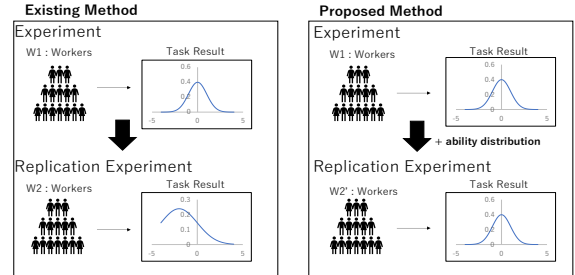 Existing Method
Experiment
W1 : Workers
Task Result
0.6
0.4
0.2
0
-5
0
5
Replication Experiment
W2 : Workers
Task Result
0.3
0.2
0.1
0
-5
0
5
Proposed Method
Experiment
W1 : Workers
Task Result
0.6
0.4
0.2
0
-5
0
5
+ ability distribution
Replication Experiment
W2' : Workers
Task Result
0.6
0.4
0.2
0
-5
0
5